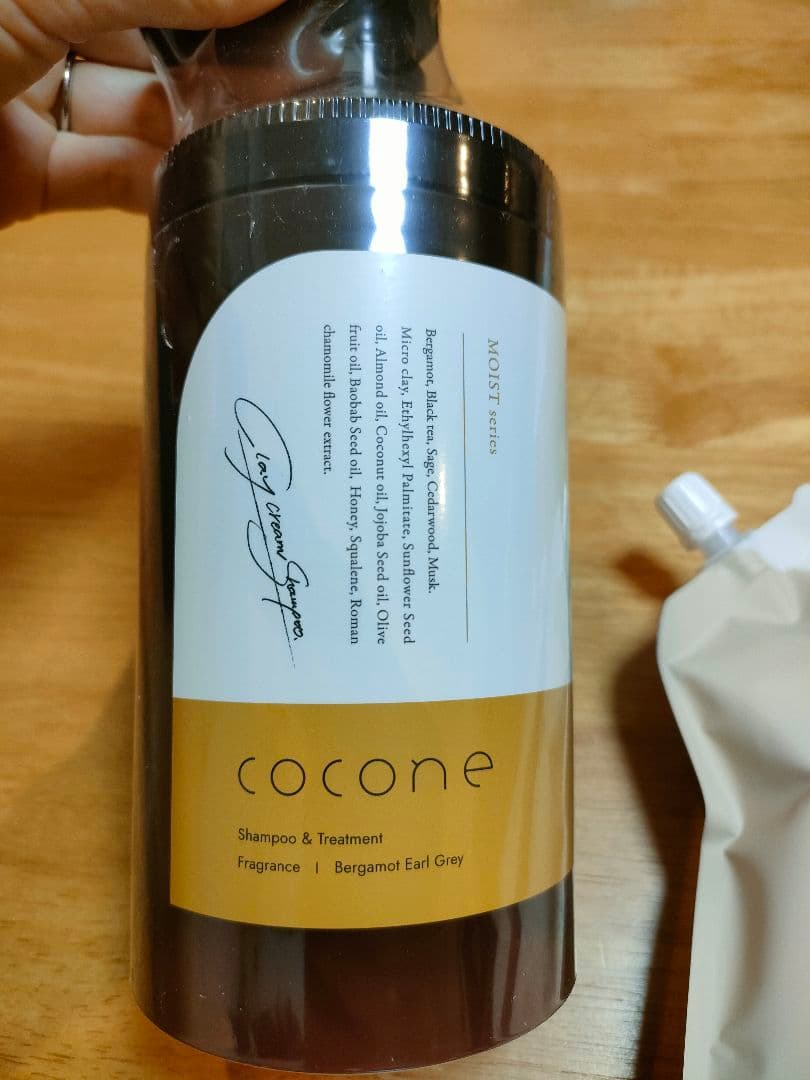 MOIST series
Bergamot, Black tea, Sage, Cedarwood, Musk.
Micro clay, Ethylhexyl Palmitate, Sunflower Seed
oil, Almond oil, Coconut oil, Jojoba Seed oil, Olive
fruit oil, Baobab Seed oil, Honey, Squalene, Roman
chamomile flower extract.
Clay cream Shampoo.
cocone
Shampoo & Treatment
Fragrance | Bergamot Earl Grey